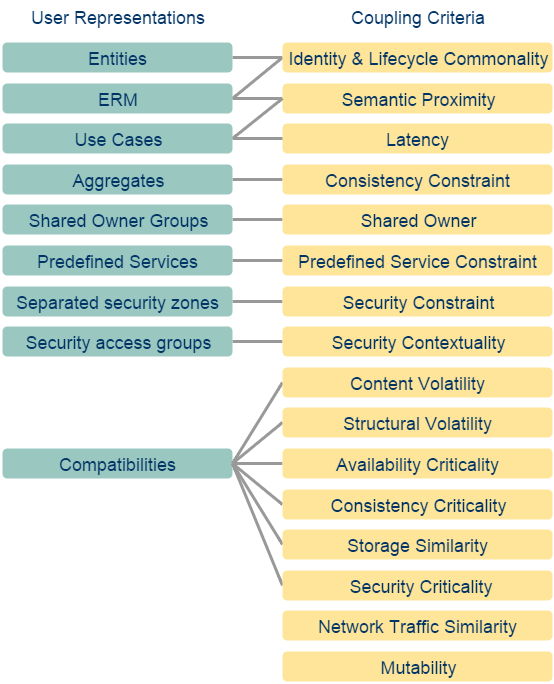 User Representations
Coupling Criteria
Entities
Identity & Lifecycle Commonality
ERM
Semantic Proximity
Use Cases
Latency
Aggregates
Consistency Constraint
Shared Owner Groups
Shared Owner
Predefined Services
Predefined Service Constraint
Separated security zones
Security Constraint
Security access groups
Security Contextuality
Content Volatility
Structural Volatility
Compatibilities
Availability Criticality
Consistency Criticality
Storage Similarity
Security Criticality
Network Traffic Similarity
Mutability